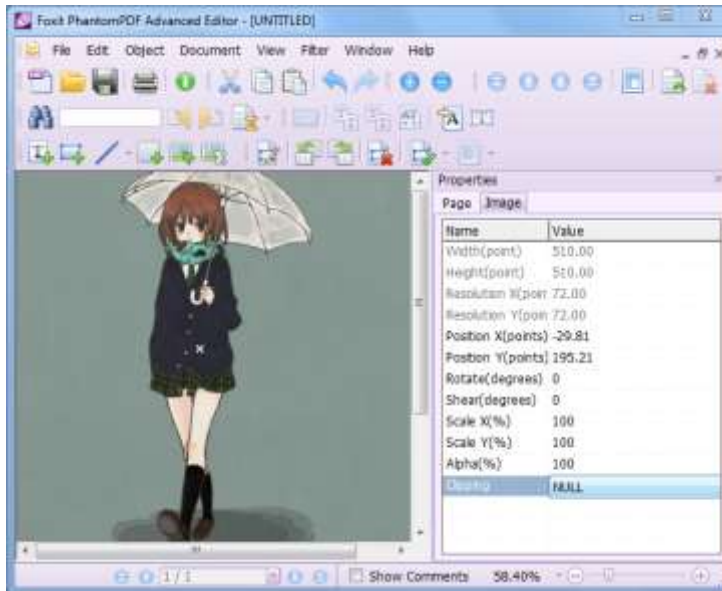 Foxit PhantomPDF Advanced Editor - [UNTITLED]
File Edit Object Document View Filter Window Help
Properties
Page Image
Name Value
Width(point) 510.00
Height(point) 510.00
Resolution X(poin 72.00
Resolution Y(poin 72.00
Position X(points) -29.81
Position Y(points) 195.21
Rotate(degrees) 0
Shear(degrees) 0
Scale X(%) 100
Scale Y(%) 100
Alpha(%) 100
Clipping NULL
1/1 Show Comments 58.40%